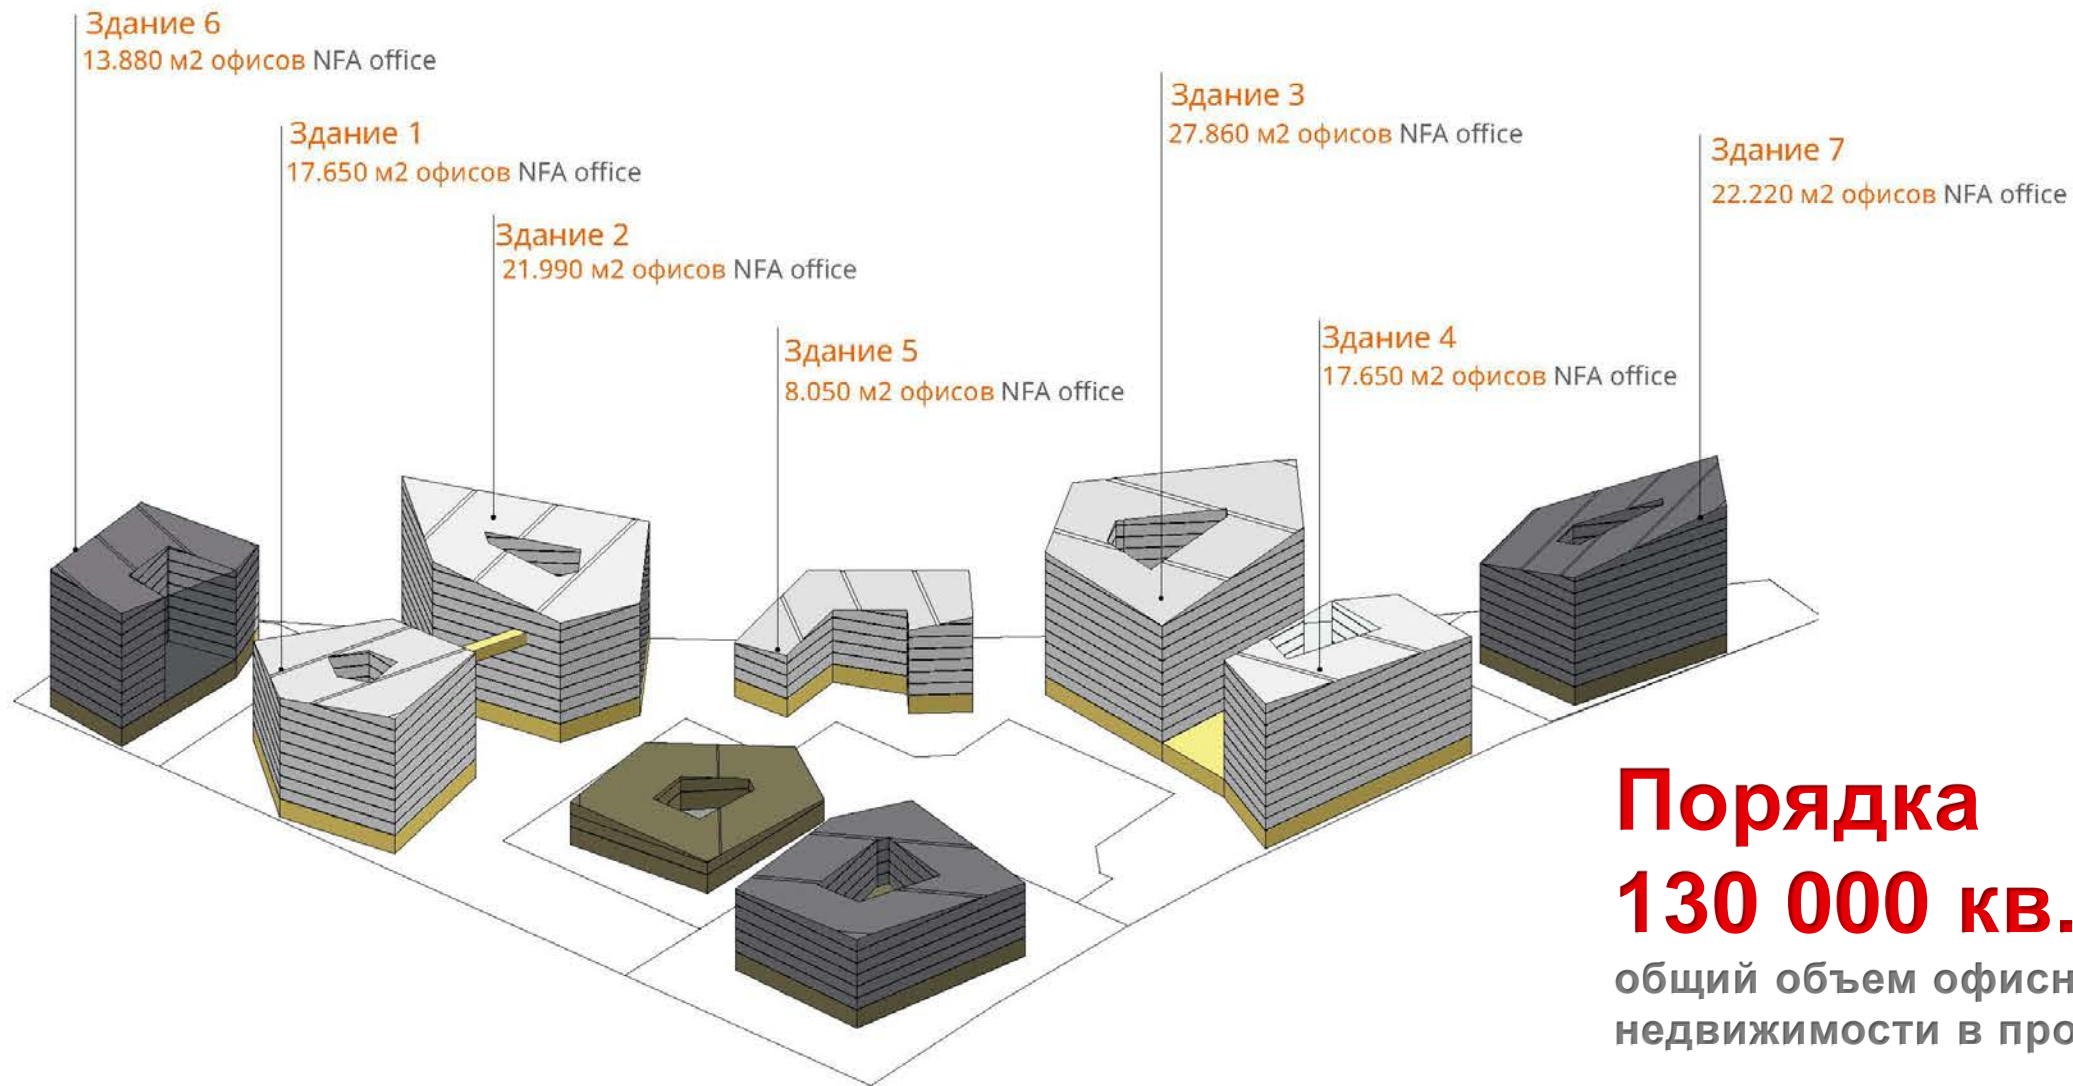 Здание 6
13.880 м2 офисов NFA office
Здание 1
17.650 м2 офисов NFA office
Здание 2
21.990 м2 офисов NFA office
Здание 5
8.050 м2 офисов NFA office
Здание 3
27.860 м2 офисов NFA office
Здание 4
17.650 м2 офисов NFA office
Здание 7
22.220 м2 офисов NFA office
Порядка
130 000 кв.
общий объем офисн
недвижимости в про